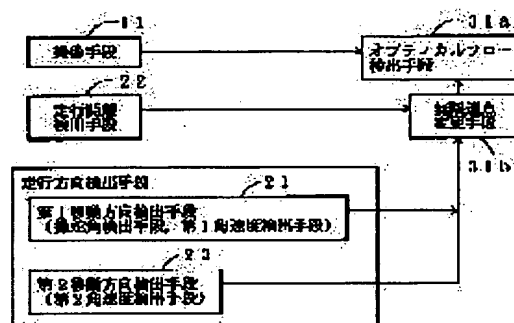 11
撮像手段
31a
オプティカルフロー
検出手段
22
走行距離
検出手段
31b
変更手段
走行方向検出手段
21
第1移動方向検出手段
（操舵角検出手段，第1角速度検出手段）
23
第2移動方向検出手段
（第2角速度検出手段）